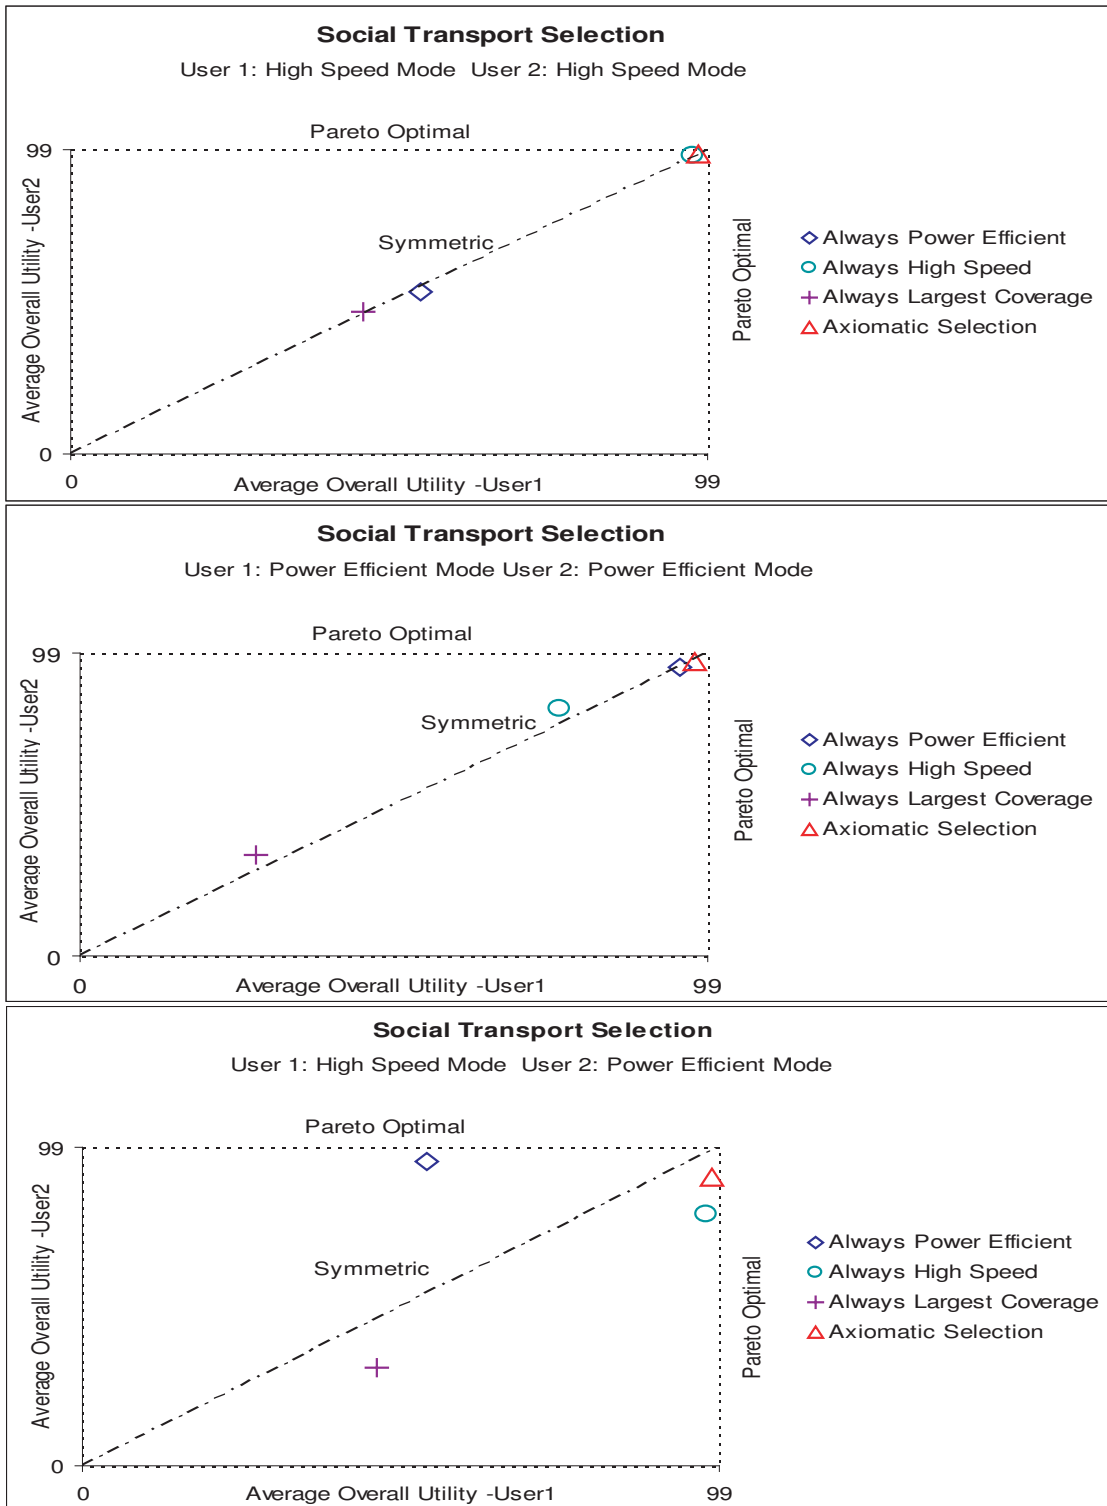 Social Transport Selection
User 1: High Speed Mode  User 2: High Speed Mode
Pareto Optimal
99
Average Overall Utility -User2
Symmetric
Pareto Optimal
Always Power Efficient
Always High Speed
Always Largest Coverage
Axiomatic Selection
0
0
Average Overall Utility -User1
99
Social Transport Selection
User 1: Power Efficient Mode User 2: Power Efficient Mode
Pareto Optimal
99
Average Overall Utility -User2
Symmetric
Pareto Optimal
Always Power Efficient
Always High Speed
Always Largest Coverage
Axiomatic Selection
0
0
Average Overall Utility -User1
99
Social Transport Selection
User 1: High Speed Mode  User 2: Power Efficient Mode
Pareto Optimal
99
Average Overall Utility -User2
Symmetric
Pareto Optimal
Always Power Efficient
Always High Speed
Always Largest Coverage
Axiomatic Selection
0
0
Average Overall Utility -User1
99